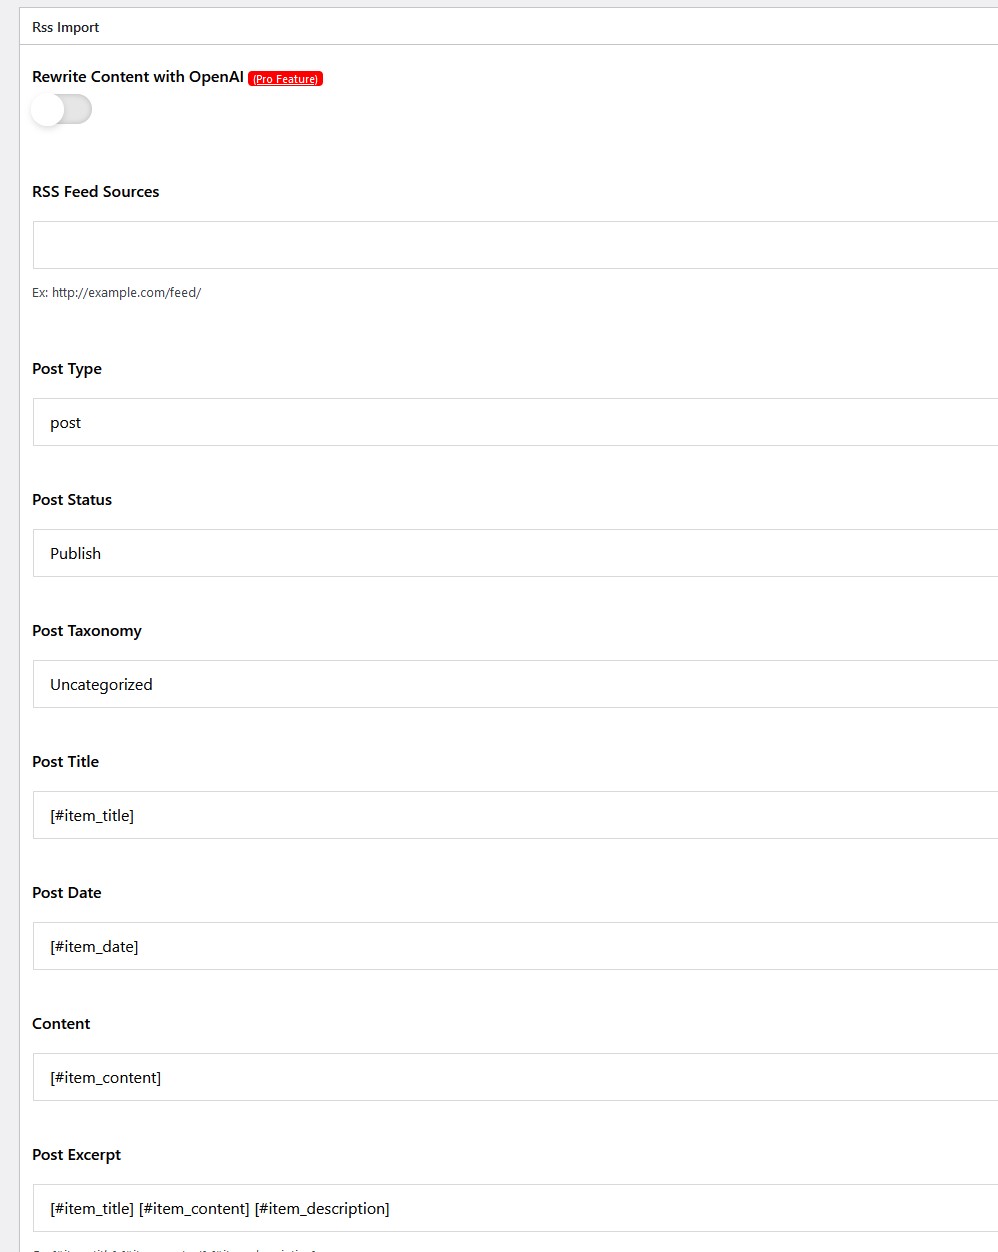 Rss Import
Rewrite Content with OpenAI (Pro Feature)
RSS Feed Sources
Ex: http://example.com/feed/
Post Type
post
Post Status
Publish
Post Taxonomy
Uncategorized
Post Title
[#item_title]
Post Date
[#item_date]
Content
[#item_content]
Post Excerpt
[#item_title] [#item_content] [#item_description]